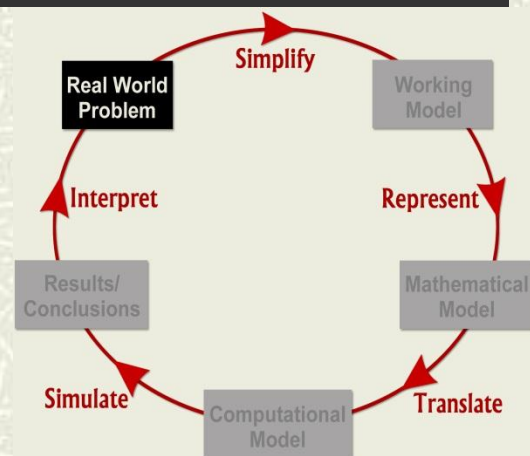 Simplify
Real World
Problem
Working
Model
Interpret
Represent
Results/
Conclusions
Mathematical
Model
Simulate
Translate
Computational
Model